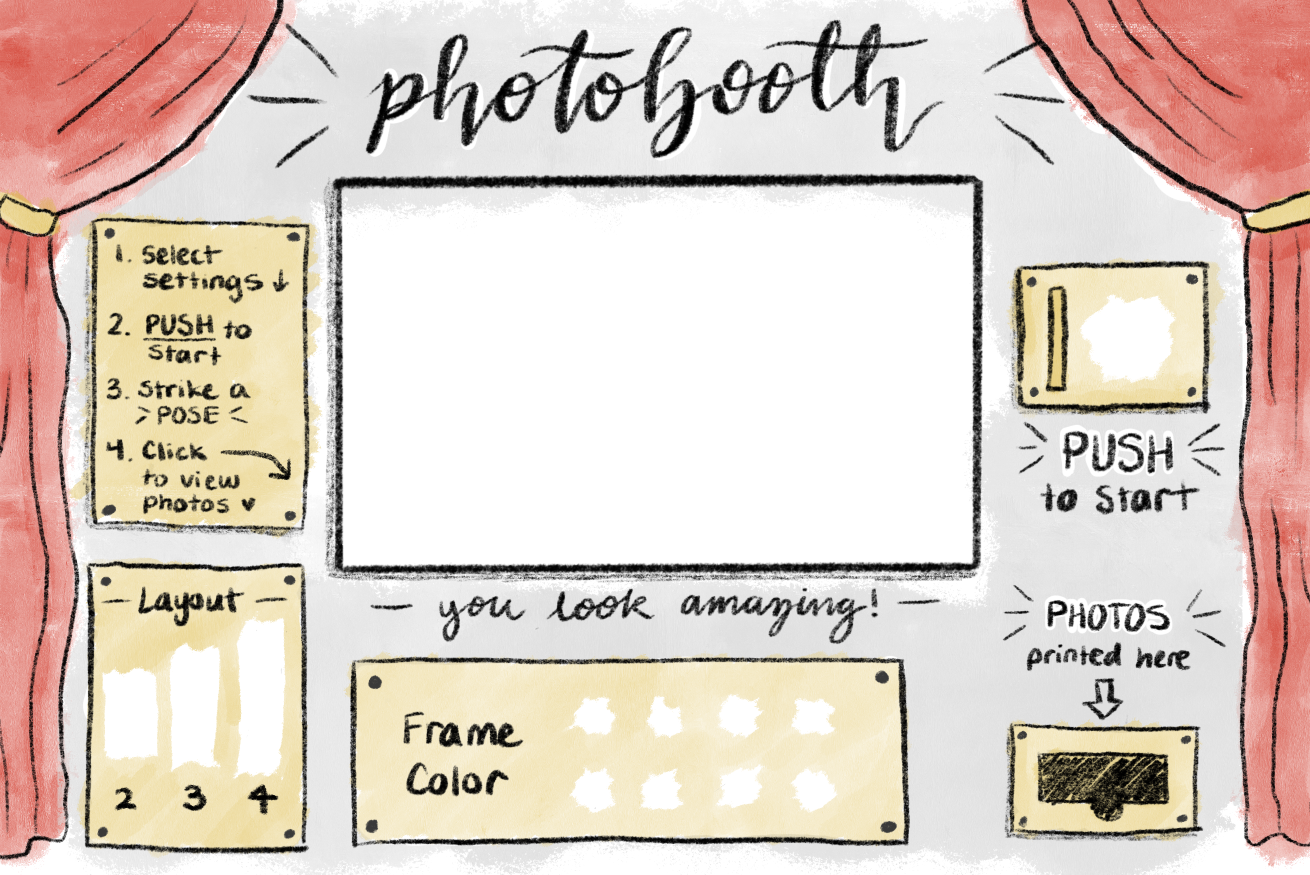 photobooth
1. Select
settings ↓
2. PUSH to
Start
3. Strike a
>POSE<
4. Click
to view
photos ♥
Layout
2 3 4
you look amazing!
Frame
Color
PUSH
to Start
PHOTOS
printed here